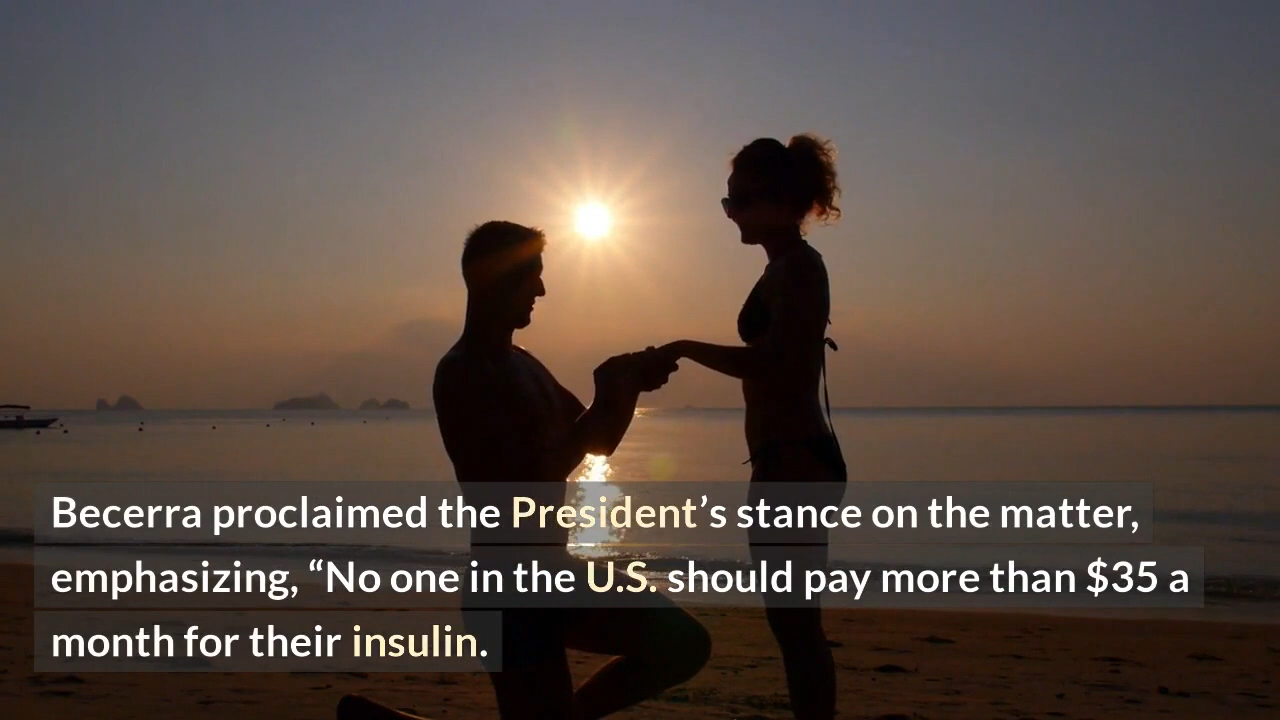 Becerra proclaimed the President’s stance on the matter,
emphasizing, “No one in the U.S. should pay more than $35 a
month for their insulin.